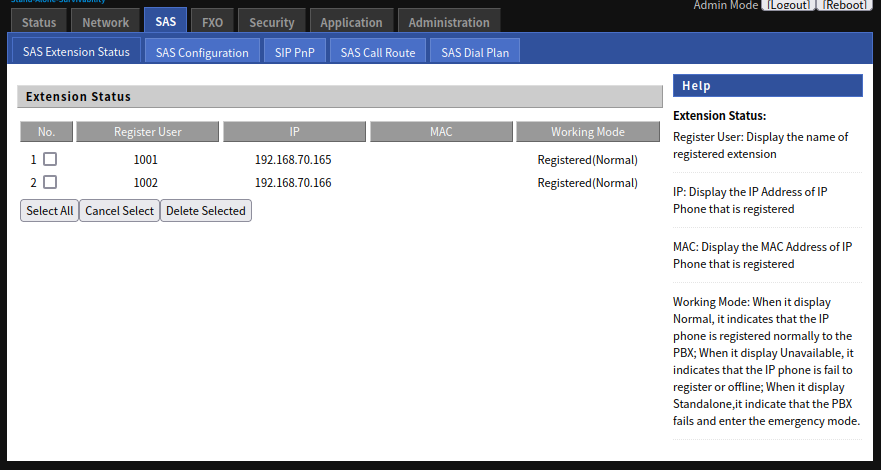 Stand-Alone-Survivability
Admin Mode [Logout] [Reboot]
Status Network SAS FXO Security Application Administration
SAS Extension Status SAS Configuration SIP PnP SAS Call Route SAS Dial Plan
Extension Status
No. Register User IP MAC Working Mode
1 1001 192.168.70.165 Registered(Normal)
2 1002 192.168.70.166 Registered(Normal)
Select All Cancel Select Delete Selected
Help
Extension Status:
Register User: Display the name of
registered extension
IP: Display the IP Address of IP
Phone that is registered
MAC: Display the MAC Address of IP
Phone that is registered
Working Mode: When it display
Normal, it indicates that the IP
phone is registered normally to the
PBX; When it display Unavailable, it
indicates that the IP phone is fail to
register or offline; When it display
Standalone,it indicate that the PBX
fails and enter the emergency mode.